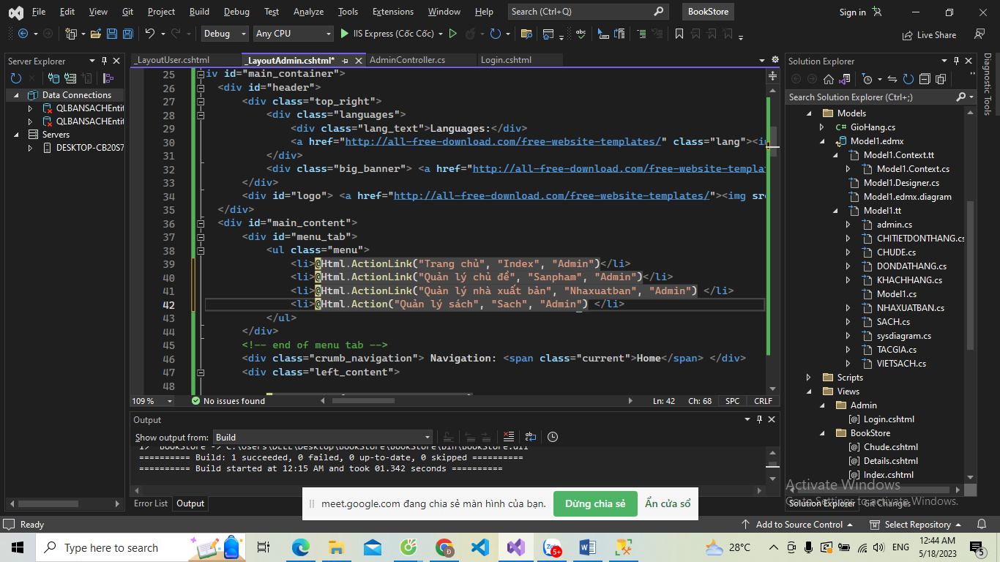 File Edit View Git Project Build Debug Test Analyze Tools Extensions Window Help Search (Ctrl+Q) BookStore Sign in
Debug Any CPU IIS Express (Cốc Cốc) Live Share
Server Explorer
Data Connections
QLBANSACHEntit
QLBANSACHEntit
Servers
DESKTOP-CB20S7
_LayoutUser.cshtml _LayoutAdmin.cshtml* AdminController.cs Login.cshtml
25 iv id="main_container">
26 <div id="header">
27 <div class="top_right">
28 <div class="languages">
29 <div class="lang_text">Languages:</div>
30 <a href="http://all-free-download.com/free-website-templates/" class="lang"><im
31 </div>
32 <div class="big_banner"> <a href="http://all-free-download.com/free-website-templat
33 </div>
34 <div id="logo"> <a href="http://all-free-download.com/free-website-templates/"><img src
35 </div>
36 <div id="main_content">
37 <div id="menu_tab">
38 <ul class="menu">
39 <li>@Html.ActionLink("Trang chủ", "Index", "Admin")</li>
40 <li>@Html.ActionLink("Quản lý chủ đề", "Sanpham", "Admin")</li>
41 <li>@Html.ActionLink("Quản lý nhà xuất bản", "Nhaxuatban", "Admin") </li>
42 <li>@Html.Action("Quản lý sách", "Sach", "Admin") </li>
43 </ul>
44 </div>
45 <!-- end of menu tab -->
46 <div class="crumb_navigation"> Navigation: <span class="current">Home</span> </div>
47 <div class="left_content">
48
109 % No issues found Ln: 42 Ch: 68 SPC CRLF
Output
Show output from: Build
1> BookStore -> C:\Users\DELL\Desktop\BookStore\BookStore\bin\BookStore.dll
========== Build: 1 succeeded, 0 failed, 0 up-to-date, 0 skipped ==========
========== Build started at 12:15 AM and took 01.342 seconds ==========
Error List Output
Solution Explorer
Search Solution Explorer (Ctrl+;)
Models
GioHang.cs
Model1.edmx
Model1.Context.tt
Model1.Context.cs
Model1.Designer.cs
Model1.edmx.diagram
Model1.tt
admin.cs
CHITIETDONTHANG.cs
CHUDE.cs
DONDATHANG.cs
KHACHHANG.cs
Model1.cs
NHAXUATBAN.cs
SACH.cs
sysdiagram.cs
TACGIA.cs
VIETSACH.cs
Scripts
Views
Admin
Login.cshtml
BookStore
Chude.cshtml
Details.cshtml
Index.cshtml
Solution Explorer Git Changes
Diagnostic Tools
Activate Windows
Go to Settings to activate Windows.
meet.google.com đang chia sẻ màn hình của bạn. Dừng chia sẻ Ẩn cửa sổ
Ready Add to Source Control Select Repository
Type here to search 5+ 28°C ENG 12:44 AM
5/18/2023 5